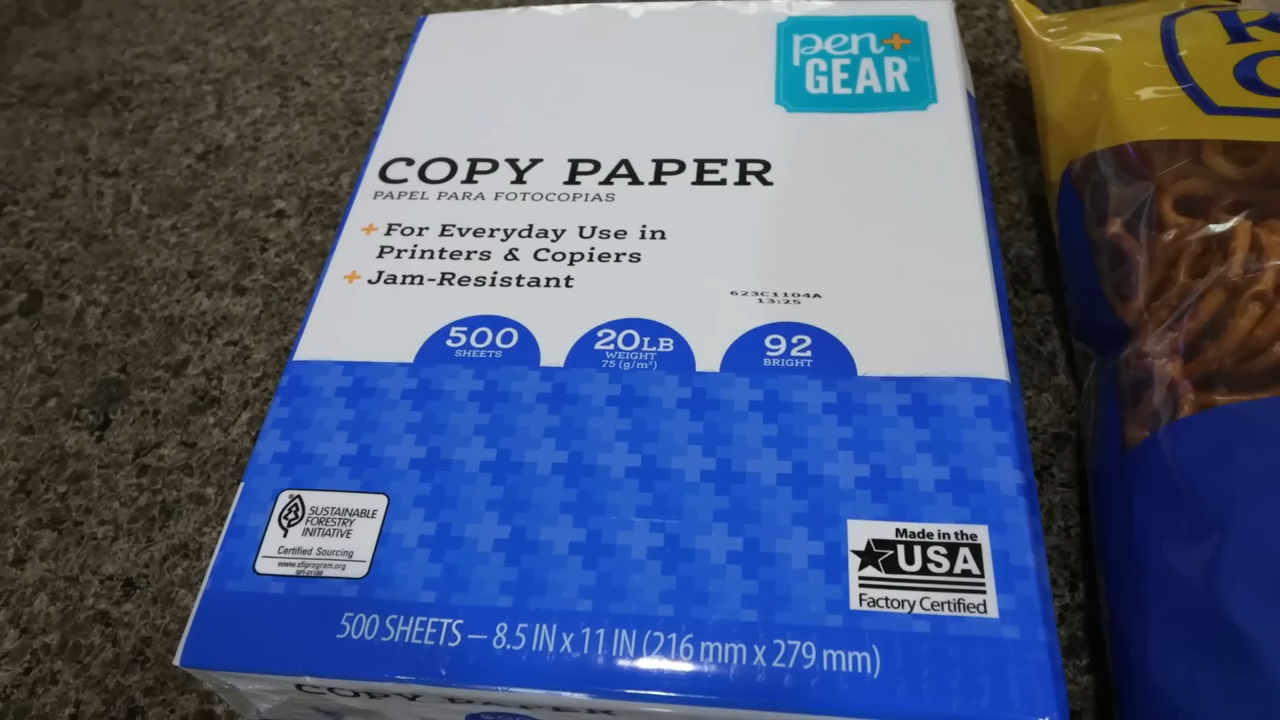 pen+
GEAR™
COPY PAPER
PAPEL PARA FOTOCOPIAS
+ For Everyday Use in
Printers & Copiers
+ Jam-Resistant
623C1104A
13:25
500
SHEETS
20LB
WEIGHT
75 (g/m²)
92
BRIGHT
SUSTAINABLE
FORESTRY
INITIATIVE
Certified Sourcing
www.sfiprogram.org
Made in the
USA
Factory Certified
500 SHEETS – 8.5 IN x 11 IN (216 mm x 279 mm)
COPY PAPER